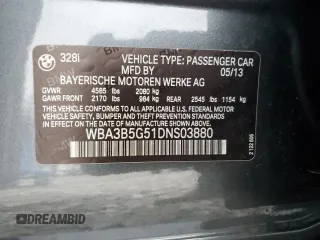 328I VEHICLE TYPE: PASSENGER CAR
05/13
BAYERISCHE MOTOREN WERKE AG
GVWR 4585 lbs 2080 kg
GAWR FRONT 2170 lbs 984 kg REAR 2545 lbs 1154 kg
THIS VEHICLE CONFORMS TO ALL APPLICABLE FEDERAL MOTOR
VEHICLE SAFETY, BUMPER AND THEFT PREVENTION STANDARDS IN
EFFECT ON THE DATE OF MANUFACTURE SHOWN ABOVE.
WBA3B5G51DNS03880
DREAMBID